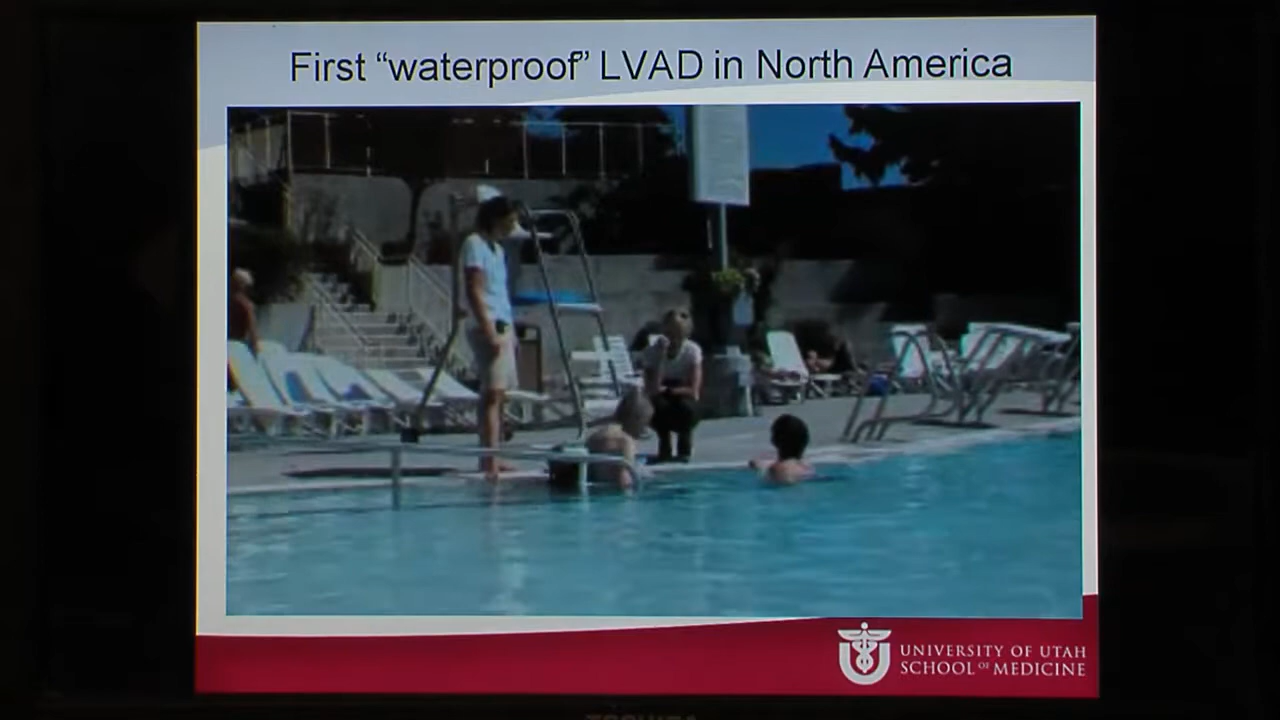 First “waterproof” LVAD in North America
UNIVERSITY OF UTAH
SCHOOL OF MEDICINE